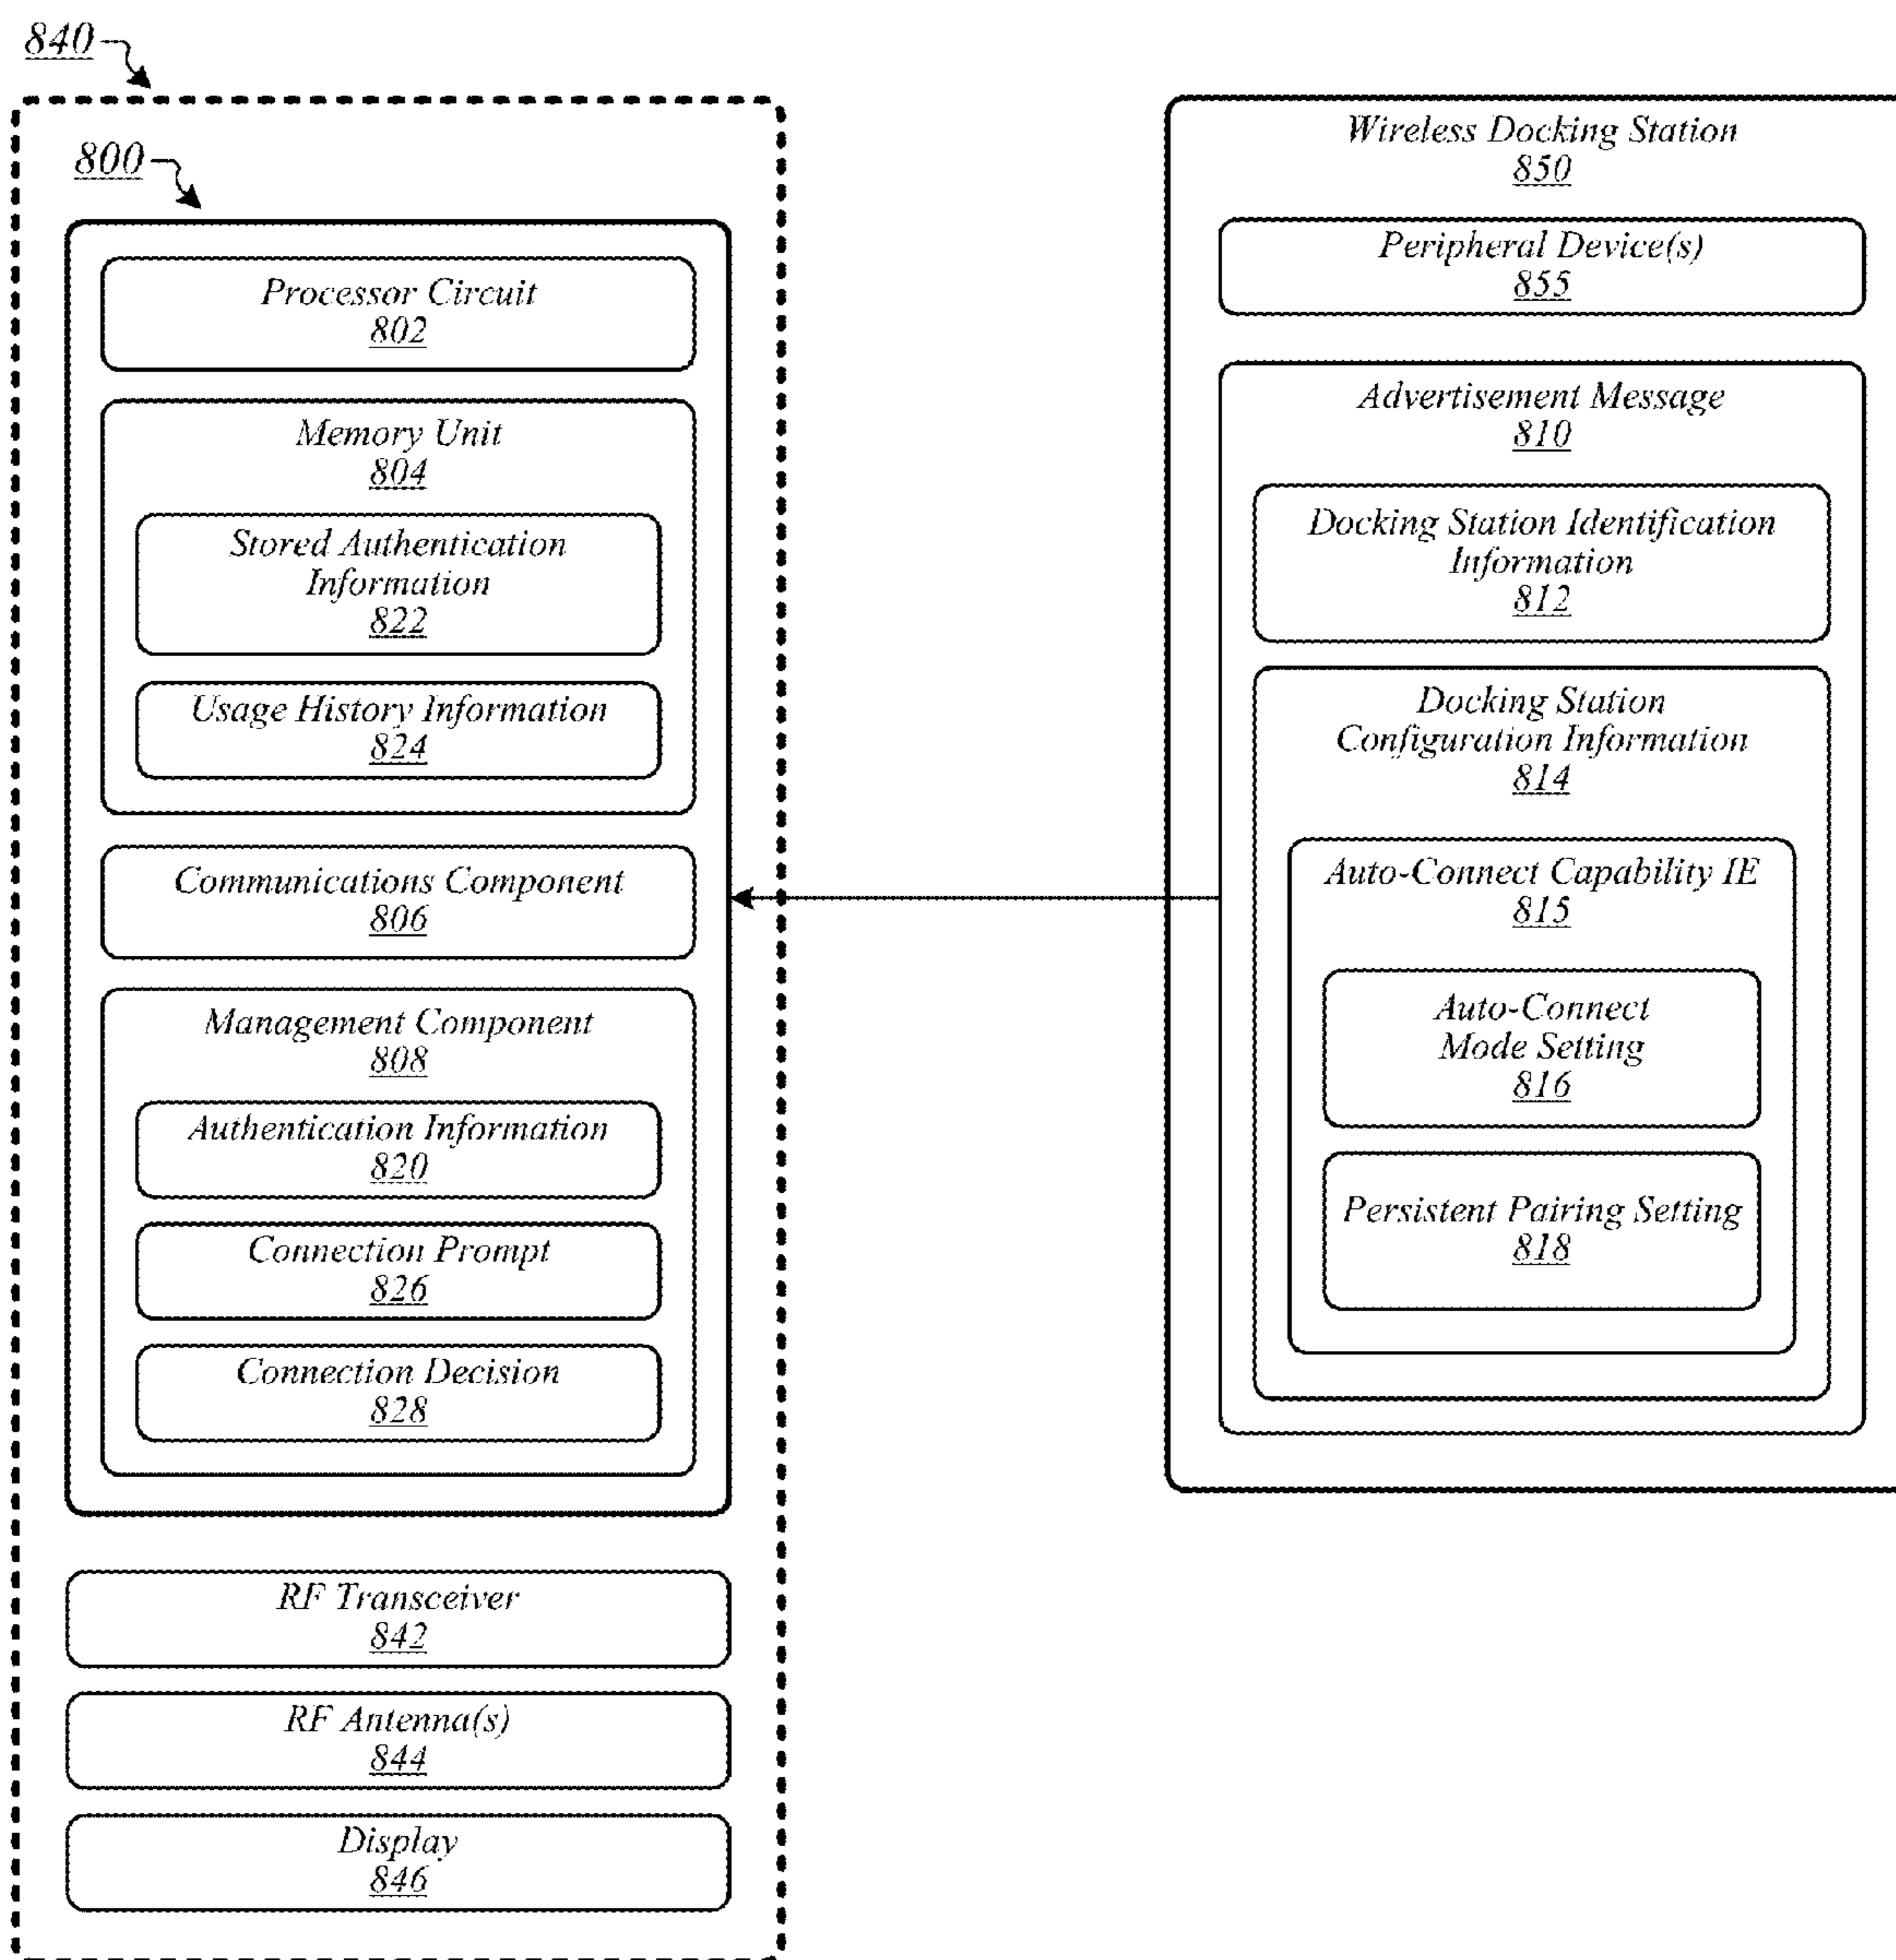 840
800
Processor Circuit
802
Memory Unit
804
Stored Authentication
Information
822
Usage History Information
824
Communications Component
806
Management Component
808
Authentication Information
820
Connection Prompt
826
Connection Decision
828
RF Transceiver
842
RF Antenna(s)
844
Display
846
Wireless Docking Station
850
Peripheral Device(s)
855
Advertisement Message
810
Docking Station Identification
Information
812
Docking Station
Configuration Information
814
Auto-Connect Capability IE
815
Auto-Connect
Mode Setting
816
Persistent Pairing Setting
818